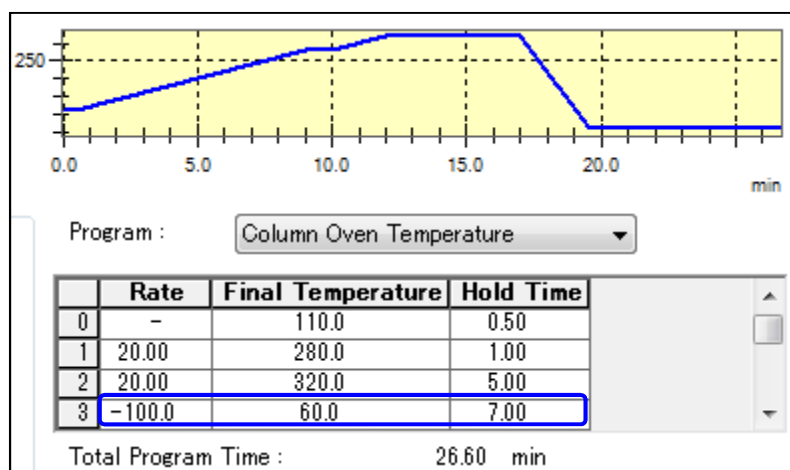 250
0.0 5.0 10.0 15.0 20.0
min
Program : Column Oven Temperature
Rate Final Temperature Hold Time
0 - 110.0 0.50
1 20.00 280.0 1.00
2 20.00 320.0 5.00
3 -100.0 60.0 7.00
Total Program Time : 26.60 min